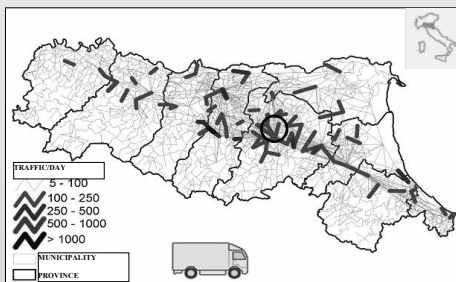 TRAFFIC/DAY
5 - 100
100 - 250
250 - 500
500 - 1000
> 1000
MUNICIPALITY
PROVINCE